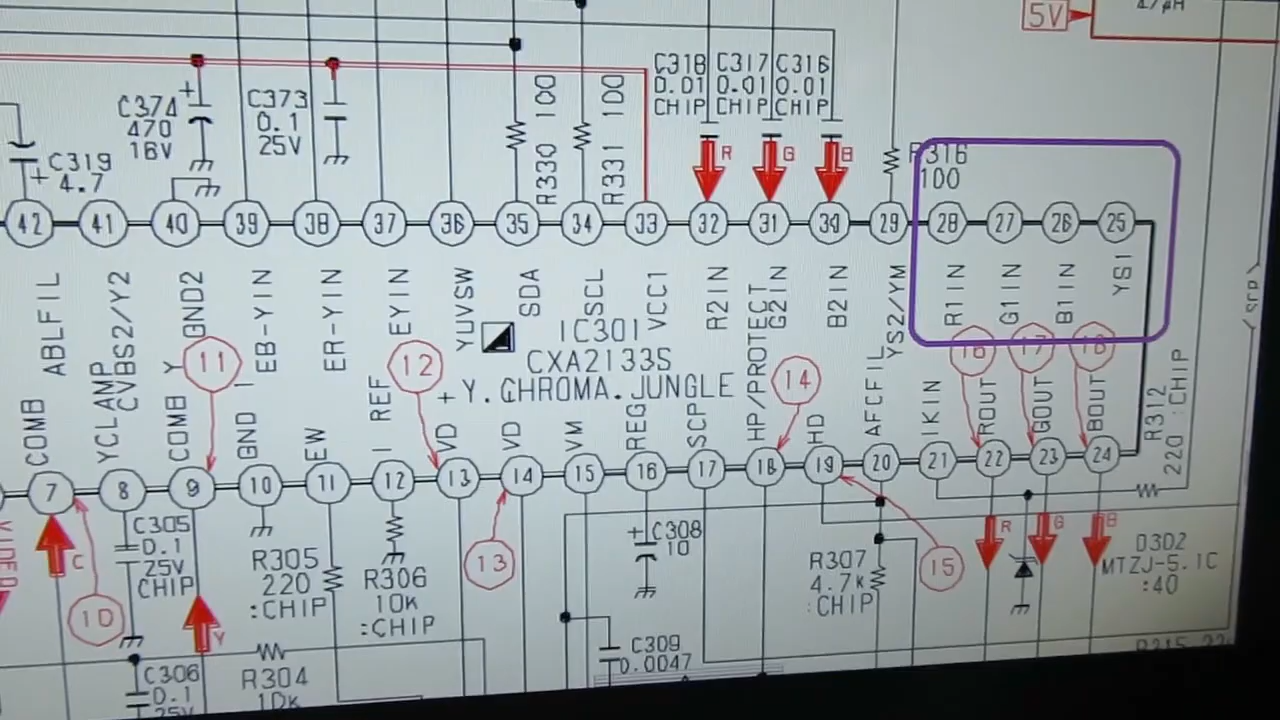 5V
47µH
C318
0.01
CHIP
C317
0.01
CHIP
C316
0.01
CHIP
C374
+
470
16V
C373
0.1
25V
C319
+
4.7
R330 100
R331 100
R
G
B
R316
100
42 41 40 39 38 37 36 35 34 33 32 31 30 29 28 27 26 25
ABLFIL
CVBS2/Y2
GND2
EB-YIN
ER-YIN
EYIN
YUVSW
SDA
SCL
VCC1
R2IN
G2IN
B2IN
YS2/YM
R1IN
G1IN
B1IN
YS1
IC301
CXA2133S
Y.CHROMA.JUNGLE
11
12
14
16
17
18
COMB C
YCLAMP
COMB Y
GND 1
EW
I REF
VD +
VD -
VM
REG
SCP
HP/PROTECT
HD
AFCFIL
IKIN
ROUT
GOUT
BOUT
R312
220 :CHIP
7 8 9 10 11 12 13 14 15 16 17 18 19 20 21 22 23 24
C
10
C305
0.1
25V
CHIP
Y
R305
220
:CHIP
R306
10K
:CHIP
13
+
C308
10
R307
4.7K
:CHIP
15
R
G
B
D302
MTZJ-5.1C
:40
C306
0.1
25V
R304
10K
C309
0.0047